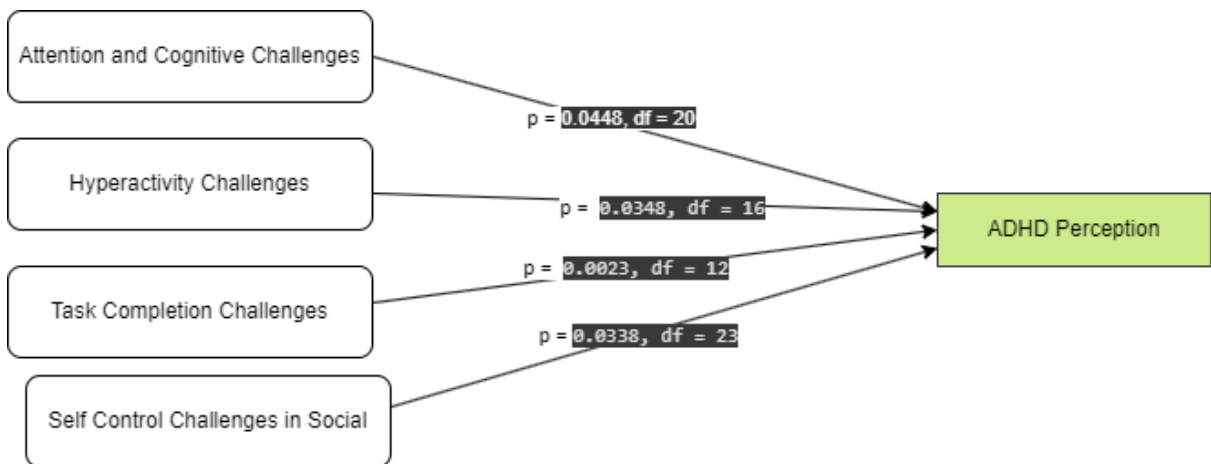 Attention and Cognitive Challenges
p = 0.0448, df = 20
Hyperactivity Challenges
p = 0.0348, df = 16
ADHD Perception
p = 0.0023, df = 12
Task Completion Challenges
p = 0.0338, df = 23
Self Control Challenges in Social